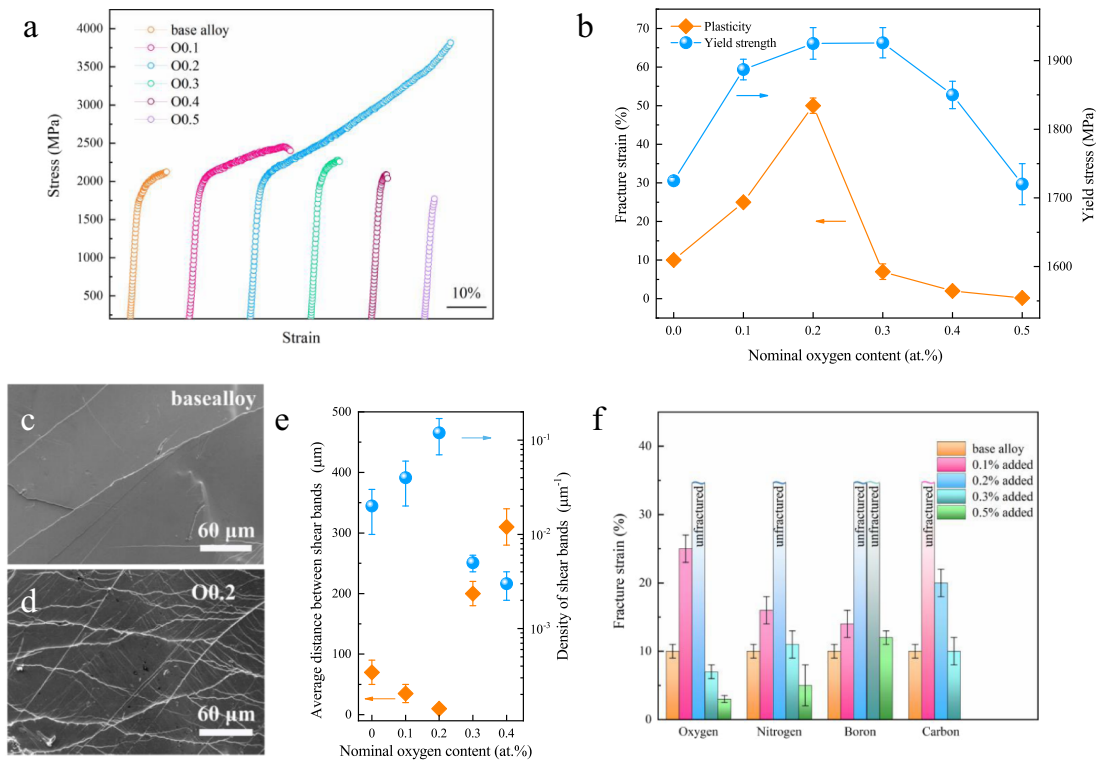 a
base alloy
O0.1
O0.2
O0.3
O0.4
O0.5
4000
3500
3000
2500
2000
1750
1500
1250
1000
750
500
Stress (MPa)
10%
Strain
b
Plasticity
Yield strength
70
60
50
40
30
20
10
0
Fracture strain (%)
1900
1800
1700
1600
Yield stress (MPa)
0.0 0.1 0.2 0.3 0.4 0.5
Nominal oxygen content (at.%)
c
basealloy
60 µm
d
O0.2
60 µm
e
500
400
300
200
100
0
Average distance between shear bands (µm)
10⁻¹
10⁻²
10⁻³
Density of shear bands (µm⁻¹)
0 0.1 0.2 0.3 0.4
Nominal oxygen content (at.%)
f
base alloy
0.1% added
0.2% added
0.3% added
0.5% added
40
30
20
10
0
Fracture strain (%)
unfractured
unfractured
unfractured
unfractured
unfractured
Oxygen Nitrogen Boron Carbon